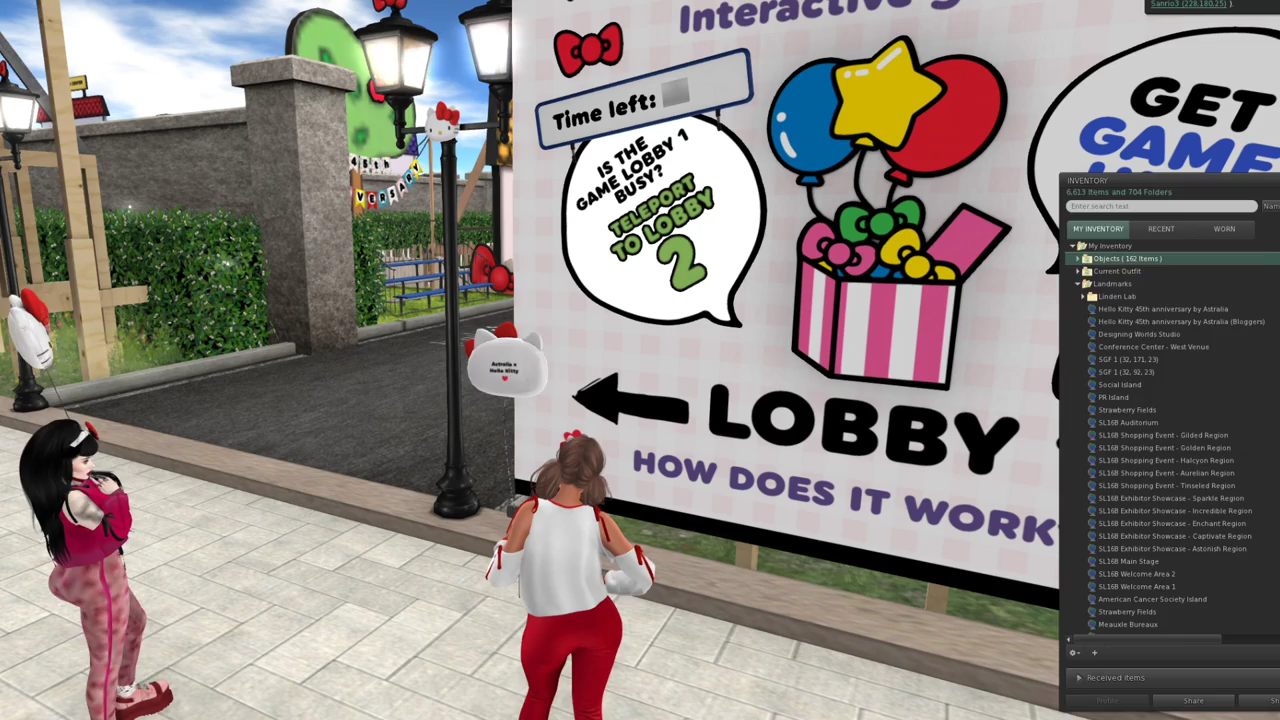 Sanrio3 (228,180,25) ).
Interactive
Time left:
IS THE
GAME LOBBY 1
BUSY?
TELEPORT
TO LOBBY
2
GET
GAME
45th
VERSARY
Astralia x
Hello Kitty
LOBBY
HOW DOES IT WORK
INVENTORY
6,613 Items and 704 Folders
Enter search text
MY INVENTORY RECENT WORN
My Inventory
Objects ( 162 Items )
Current Outfit
Landmarks
Linden Lab
Hello Kitty 45th anniversary by Astralia
Hello Kitty 45th anniversary by Astralia (Bloggers)
Designing Worlds Studio
Conference Center - West Venue
SGF 1 (32, 171, 23)
SGF 1 (32, 92, 23)
Social Island
PR Island
Strawberry Fields
SL16B Auditorium
SL16B Shopping Event - Gilded Region
SL16B Shopping Event - Golden Region
SL16B Shopping Event - Halcyon Region
SL16B Shopping Event - Aurelian Region
SL16B Shopping Event - Tinseled Region
SL16B Exhibitor Showcase - Sparkle Region
SL16B Exhibitor Showcase - Incredible Region
SL16B Exhibitor Showcase - Enchant Region
SL16B Exhibitor Showcase - Captivate Region
SL16B Exhibitor Showcase - Astonish Region
SL16B Main Stage
SL16B Welcome Area 2
SL16B Welcome Area 1
American Cancer Society Island
Strawberry Fields
Meauxle Bureaux
Received Items
Profile Share